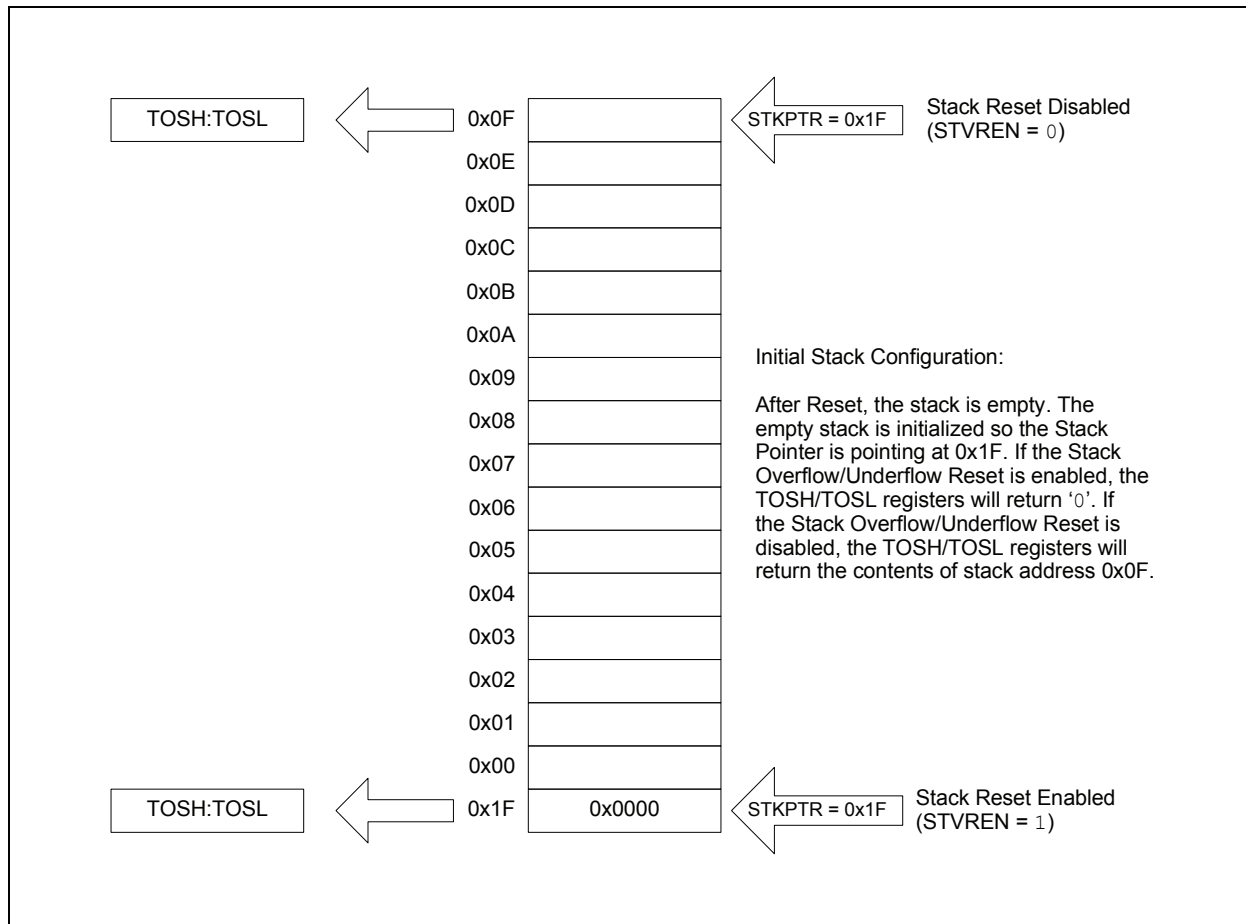 TOSH:TOSL
0x0F
STKPTR = 0x1F
Stack Reset Disabled
(STVREN = 0)
0x0E
0x0D
0x0C
0x0B
0x0A
0x09
0x08
0x07
0x06
0x05
0x04
0x03
0x02
0x01
0x00
Initial Stack Configuration:
After Reset, the stack is empty. The
empty stack is initialized so the Stack
Pointer is pointing at 0x1F. If the Stack
Overflow/Underflow Reset is enabled, the
TOSH/TOSL registers will return ‘0’. If
the Stack Overflow/Underflow Reset is
disabled, the TOSH/TOSL registers will
return the contents of stack address 0x0F.
TOSH:TOSL
0x1F
0x0000
STKPTR = 0x1F
Stack Reset Enabled
(STVREN = 1)